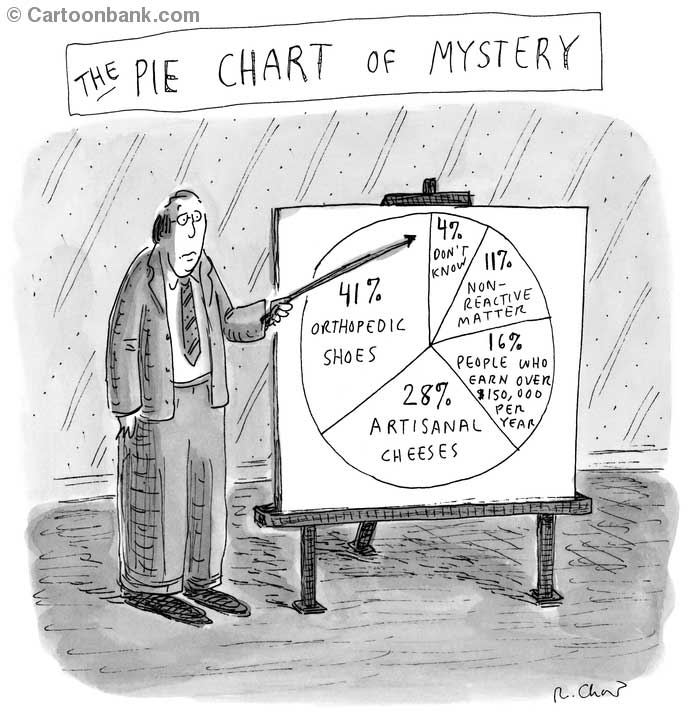 © Cartoonbank.com
THE PIE CHART OF MYSTERY
4%
DON'T
KNOW
11%
NON-
REACTIVE
MATTER
16%
PEOPLE WHO
EARN OVER
$150,000
PER
YEAR
28%
ARTISANAL
CHEESES
41%
ORTHOPEDIC
SHOES
R. Chast